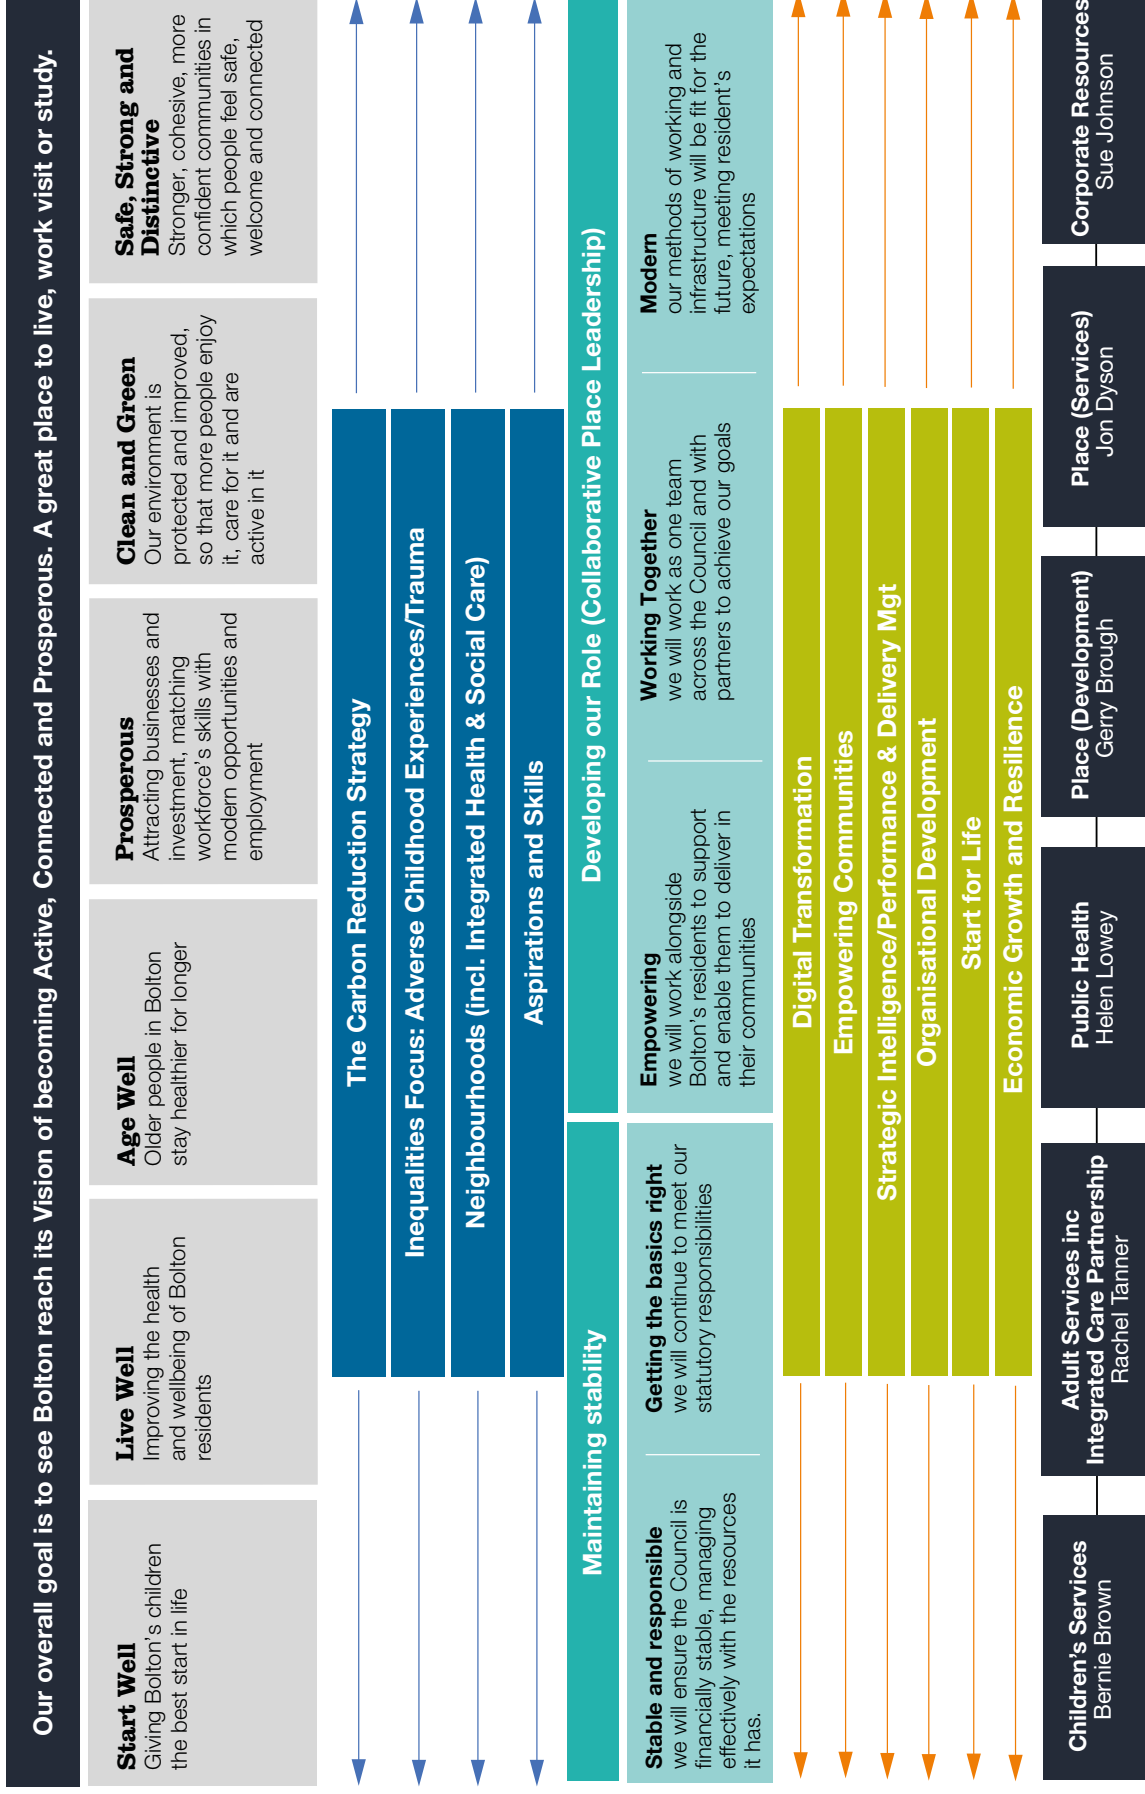 Our overall goal is to see Bolton reach its Vision of becoming Active, Connected and Prosperous. A great place to live, work visit or study.
Start Well
Giving Bolton’s children
the best start in life
Live Well
Improving the health
and wellbeing of Bolton
residents
Age Well
Older people in Bolton
stay healthier for longer
Prosperous
Attracting businesses and
investment, matching
workforce’s skills with
modern opportunities and
employment
Clean and Green
Our environment is
protected and improved,
so that more people enjoy
it, care for it and are
active in it
Safe, Strong and
Distinctive
Stronger, cohesive, more
confident communities in
which people feel safe,
welcome and connected
The Carbon Reduction Strategy
Inequalities Focus: Adverse Childhood Experiences/Trauma
Neighbourhoods (incl. Integrated Health & Social Care)
Aspirations and Skills
Maintaining stability
Developing our Role (Collaborative Place Leadership)
Stable and responsible
we will ensure the Council is
financially stable, managing
effectively with the resources
it has.
Getting the basics right
we will continue to meet our
statutory responsibilities
Empowering
we will work alongside
Bolton’s residents to support
and enable them to deliver in
their communities
Working Together
we will work as one team
across the Council and with
partners to achieve our goals
Modern
our methods of working and
infrastructure will be fit for the
future, meeting resident’s
expectations
Digital Transformation
Empowering Communities
Strategic Intelligence/Performance & Delivery Mgt
Organisational Development
Start for Life
Economic Growth and Resilience
Children’s Services
Bernie Brown
Adult Services inc
Integrated Care Partnership
Rachel Tanner
Public Health
Helen Lowey
Place (Development)
Gerry Brough
Place (Services)
Jon Dyson
Corporate Resources
Sue Johnson